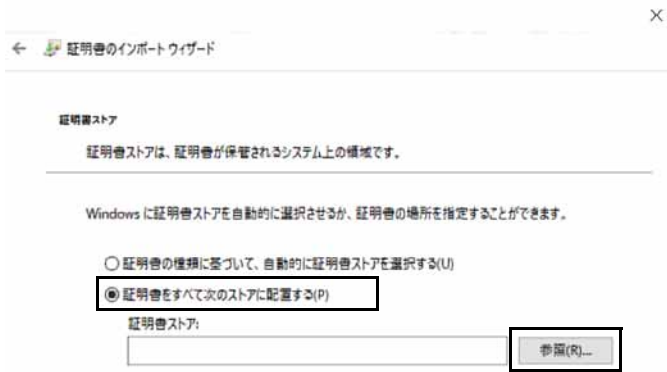 証明書のインポート ウィザード
証明書ストア
証明書ストアは、証明書が保管されるシステム上の領域です。
Windows に証明書ストアを自動的に選択させるか、証明書の場所を指定することができます。
証明書の種類に基づいて、自動的に証明書ストアを選択する(U)
証明書をすべて次のストアに配置する(P)
証明書ストア:
参照(R)...